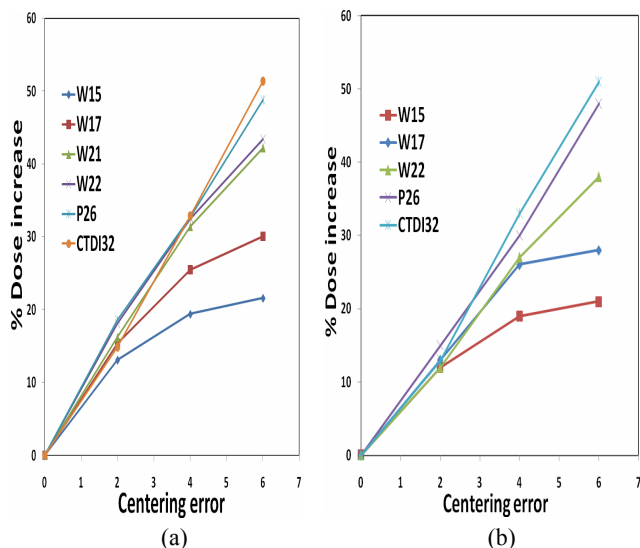 60
50
40
30
20
10
0
% Dose increase
W15
W17
W21
W22
P26
CTDI32
0 1 2 3 4 5 6 7
Centering error
(a)
60
50
40
30
20
10
0
% Dose increase
W15
W17
W22
P26
CTDI32
0 1 2 3 4 5 6 7
Centering error
(b)